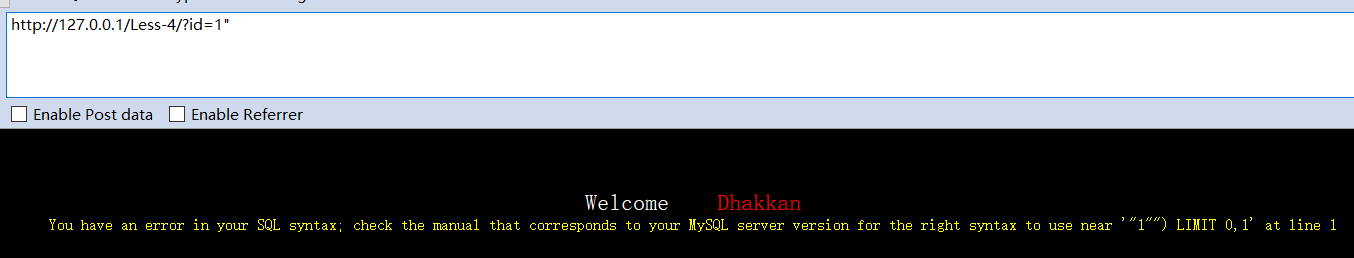 http://127.0.0.1/Less-4/?id=1"
Enable Post data Enable Referrer
Welcome Dhakkan
You have an error in your SQL syntax; check the manual that corresponds to your MySQL server version for the right syntax to use near '"1"") LIMIT 0,1' at line 1